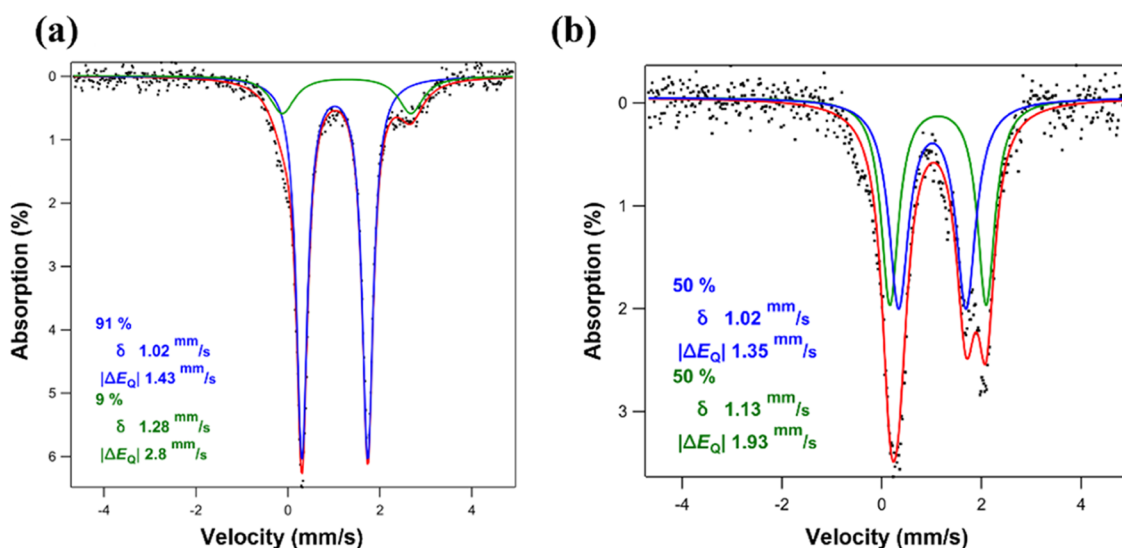 (a)
0
1
2
3
4
5
6
Absorption (%)
91 %
δ 1.02 mm/s
|ΔEQ| 1.43 mm/s
9 %
δ 1.28 mm/s
|ΔEQ| 2.8 mm/s
-4 -2 0 2 4
Velocity (mm/s)
(b)
0
1
2
3
Absorption (%)
50 %
δ 1.02 mm/s
|ΔEQ| 1.35 mm/s
50 %
δ 1.13 mm/s
|ΔEQ| 1.93 mm/s
-4 -2 0 2 4
Velocity (mm/s)